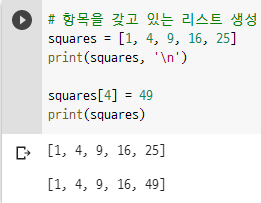 # 항목을 갖고 있는 리스트 생성
squares = [1, 4, 9, 16, 25]
print(squares, '\n')
squares[4] = 49
print(squares)
[1, 4, 9, 16, 25]
[1, 4, 9, 16, 49]